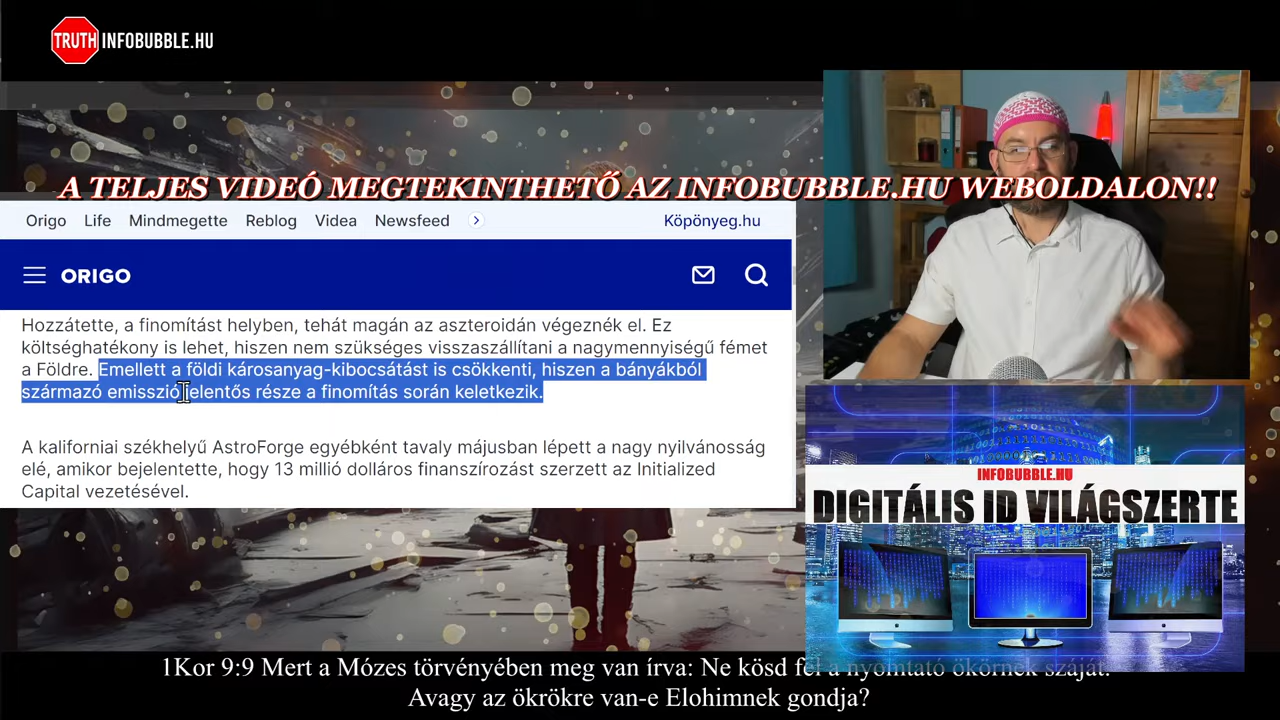 TRUTH INFOBUBBLE.HU
A TELJES VIDEÓ MEGTEKINTHETŐ AZ INFOBUBBLE.HU WEBOLDALON!!
Origo Life Mindmegette Reblog Videa Newsfeed Köpönyeg.hu
ORIGO
Hozzátette, a finomítást helyben, tehát magán az aszteroidán végeznék el. Ez
költséghatékony is lehet, hiszen nem szükséges visszaszállítani a nagymennyiségű fémet
a Földre. Emellett a földi károsanyag-kibocsátást is csökkenti, hiszen a bányákból
származó emisszió jelentős része a finomítás során keletkezik.
A kaliforniai székhelyű AstroForge egyébként tavaly májusban lépett a nagy nyilvánosság
elé, amikor bejelentette, hogy 13 millió dolláros finanszírozást szerzett az Initialized
Capital vezetésével.
INFOBUBBLE.HU
DIGITÁLIS ID VILÁGSZERTE
1Kor 9:9 Mert a Mózes törvényében meg van írva: Ne kösd fel a nyomtató ökörnek száját.
Avagy az ökrökre van-e Elohimnek gondja?